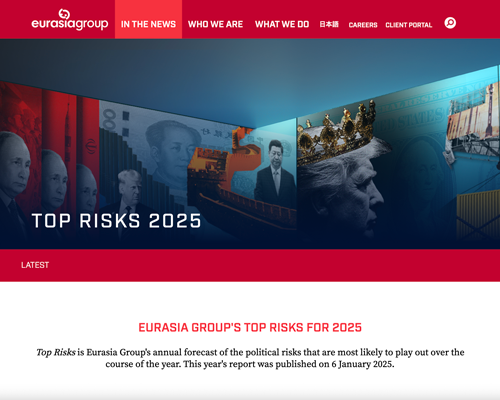 eurasiagroup
IN THE NEWS WHO WE ARE WHAT WE DO 日本語 CAREERS CLIENT PORTAL
TOP RISKS 2025
LATEST
EURASIA GROUP'S TOP RISKS FOR 2025
Top Risks is Eurasia Group's annual forecast of the political risks that are most likely to play out over the
course of the year. This year's report was published on 6 January 2025.